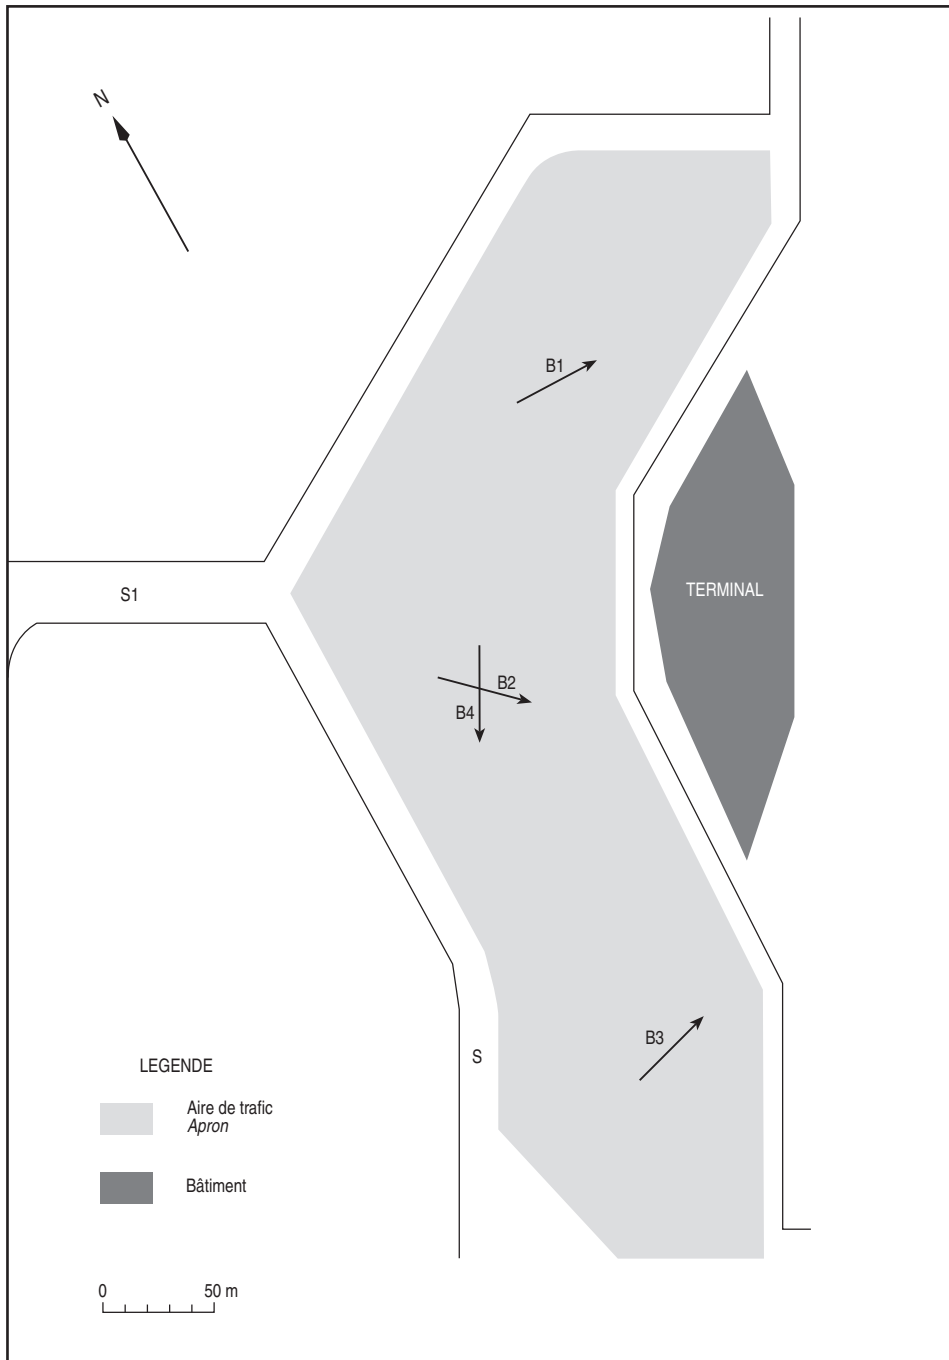 N
B1
S1
TERMINAL
B2
B4
B3
S
LEGENDE
Aire de trafic
Apron
Bâtiment
0 50 m